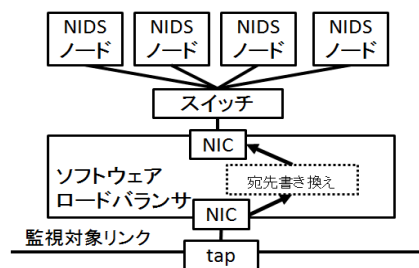 NIDS
ノード
NIDS
ノード
NIDS
ノード
NIDS
ノード
スイッチ
NIC
ソフトウェア
ロードバランサ
宛先書き換え
NIC
監視対象リンク
tap